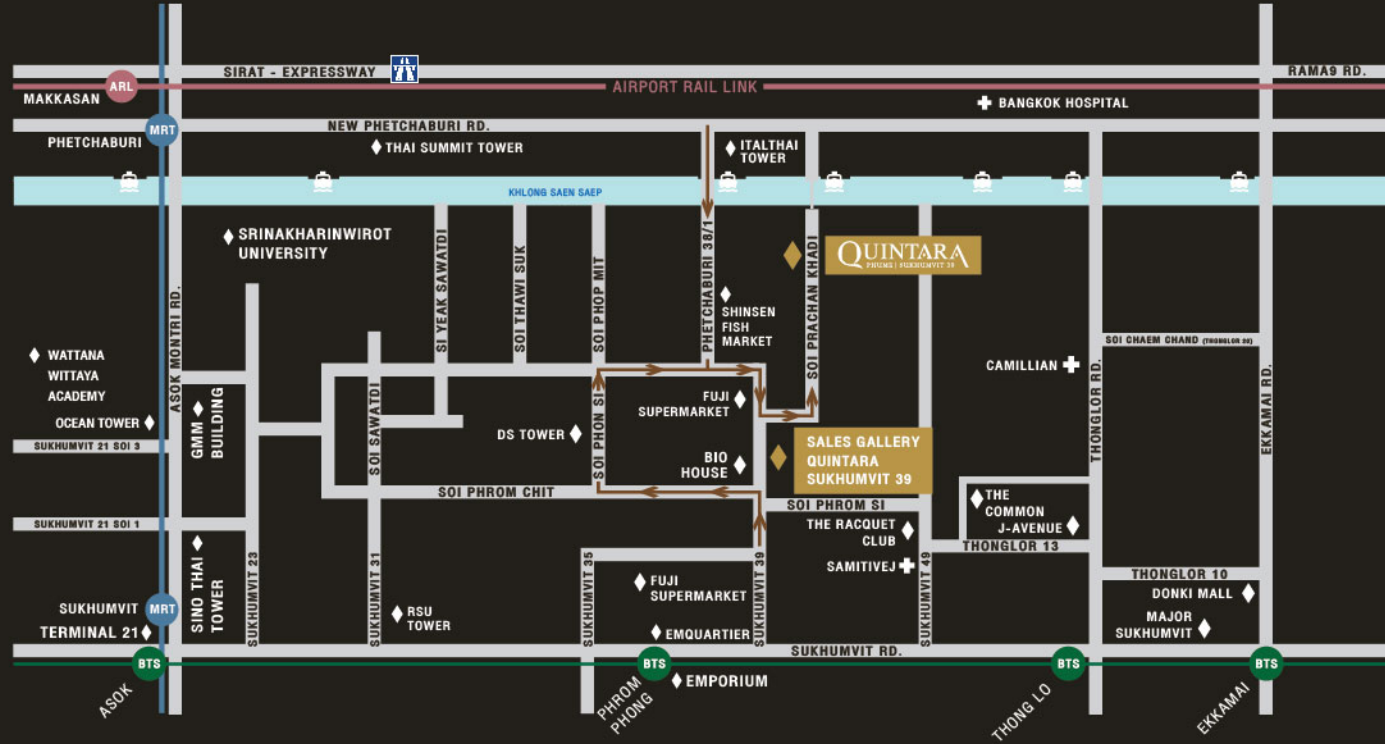 SIRAT - EXPRESSWAY
RAMA9 RD.
ARL
MAKKASAN
AIRPORT RAIL LINK
BANGKOK HOSPITAL
NEW PHETCHABURI RD.
MRT
PHETCHABURI
THAI SUMMIT TOWER
ITALTHAI
TOWER
KHLONG SAEN SAEP
SRINAKHARINWIROT
UNIVERSITY
ASOK MONTRI RD.
SI YEAK SAWATDI
SOI THAWI SUK
SOI PHOP MIT
PHETCHABURI 38/1
SOI PRACHAN KHADI
QUINTARA
PHUME | SUKHUMVIT 39
SHINSEN
FISH
MARKET
WATTANA
WITTAYA
ACADEMY
OCEAN TOWER
SUKHUMVIT 21 SOI 3
GMM
BUILDING
SOI SAWATDI
DS TOWER
SOI PHON SI
FUJI
SUPERMARKET
BIO
HOUSE
SALES GALLERY
QUINTARA
SUKHUMVIT 39
CAMILLIAN
THONGLOR RD.
SOI CHAEM CHAND (THONGLOR 20)
EKKAMAI RD.
SOI PHROM CHIT
SOI PHROM SI
SUKHUMVIT 21 SOI 1
THE RACQUET
CLUB
SAMITIVEJ
THE
COMMON
J-AVENUE
THONGLOR 13
THONGLOR 10
DONKI MALL
MAJOR
SUKHUMVIT
SUKHUMVIT
MRT
TERMINAL 21
SINO THAI
TOWER
SUKHUMVIT 23
SUKHUMVIT 31
RSU
TOWER
SUKHUMVIT 35
FUJI
SUPERMARKET
EMQUARTIER
SUKHUMVIT 39
SUKHUMVIT 49
SUKHUMVIT RD.
BTS
ASOK
BTS
PHROM
PHONG
EMPORIUM
BTS
THONG LO
BTS
EKKAMAI